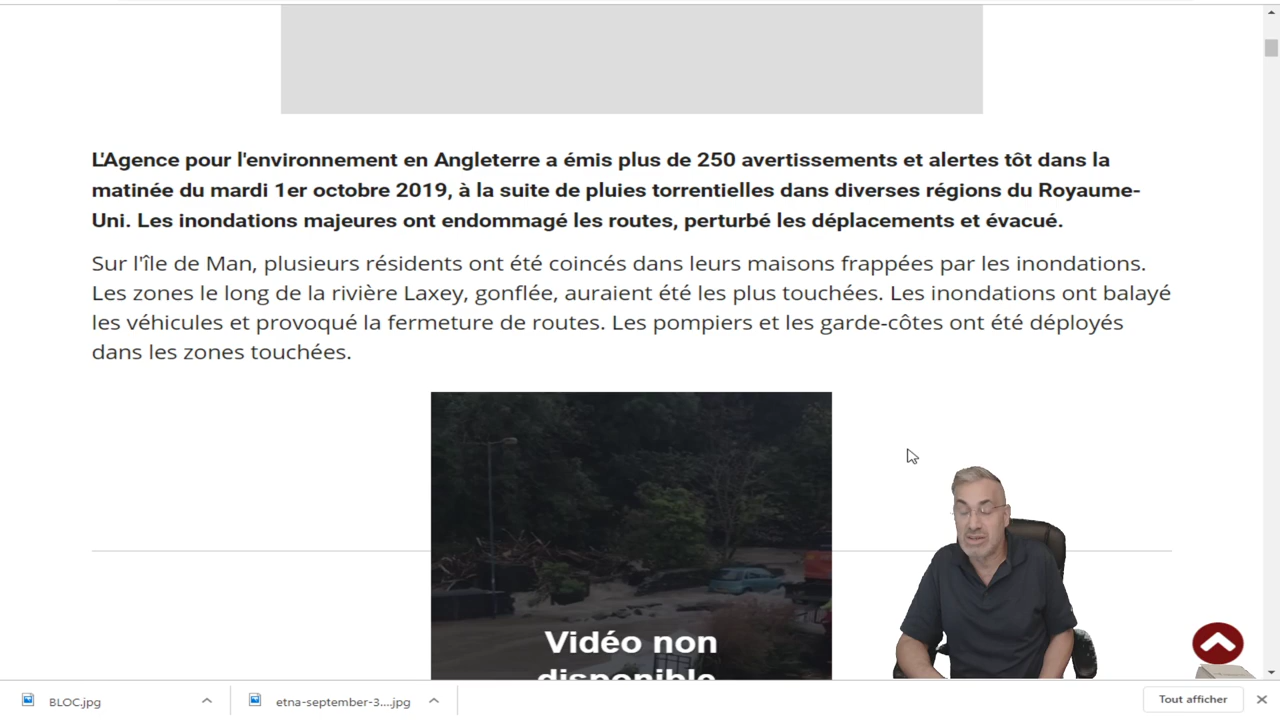 L'Agence pour l'environnement en Angleterre a émis plus de 250 avertissements et alertes tôt dans la
matinée du mardi 1er octobre 2019, à la suite de pluies torrentielles dans diverses régions du Royaume-
Uni. Les inondations majeures ont endommagé les routes, perturbé les déplacements et évacué.
Sur l'île de Man, plusieurs résidents ont été coincés dans leurs maisons frappées par les inondations.
Les zones le long de la rivière Laxey, gonflée, auraient été les plus touchées. Les inondations ont balayé
les véhicules et provoqué la fermeture de routes. Les pompiers et les garde-côtes ont été déployés
dans les zones touchées.
Vidéo non
disponible
BLOC.jpg
etna-september-3....jpg
Tout afficher